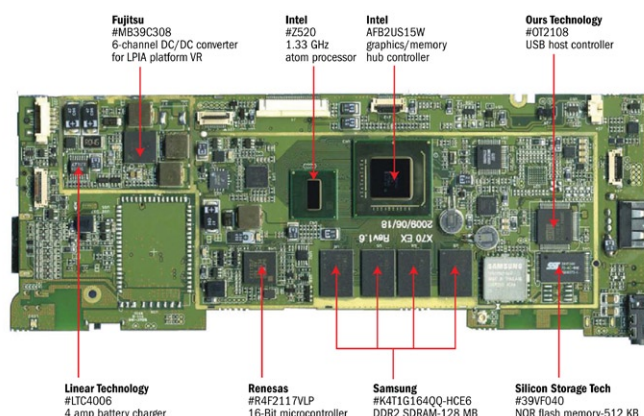 Fujitsu
#MB39C308
6-channel DC/DC converter
for LPIA platform VR
Intel
#Z520
1.33 GHz
atom processor
Intel
AFB2US15W
graphics/memory
hub controller
Ours Technology
#OT2108
USB host controller
2009/06/18
X70 EX Rev1.6
SAMSUNG
Linear Technology
#LTC4006
4 amp battery charger
Renesas
#R4F2117VLP
16-Bit microcontroller
Samsung
#K4T1G164QQ-HCE6
DDR2 SDRAM-128 MB
Silicon Storage Tech
#39VF040
NOR flash memory-512 KB